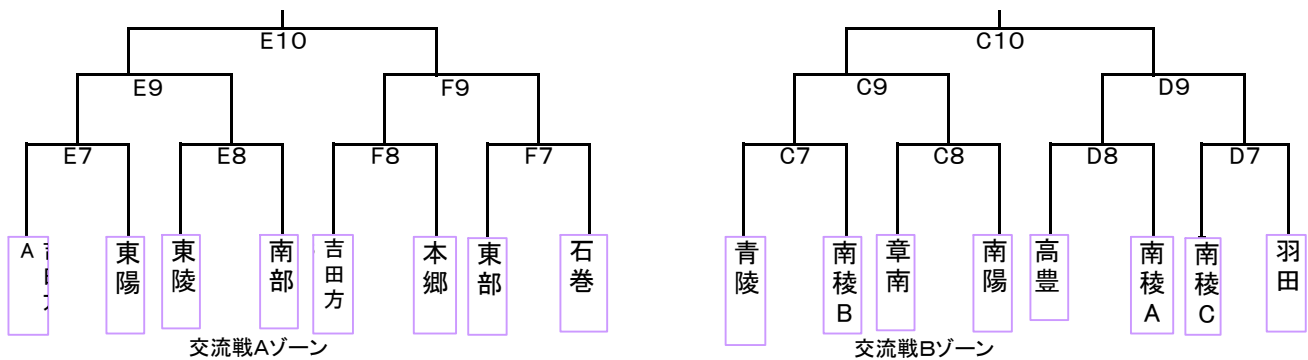 E10
C10
E9
F9
C9
D9
E7
E8
F8
F7
C7
C8
D8
D7
A
東陽
東陵
南部
吉田方
本郷
東部
石巻
青陵
南稜B
章南
南陽
高豊
南稜A
南稜C
羽田
交流戦Aゾーン
交流戦Bゾーン